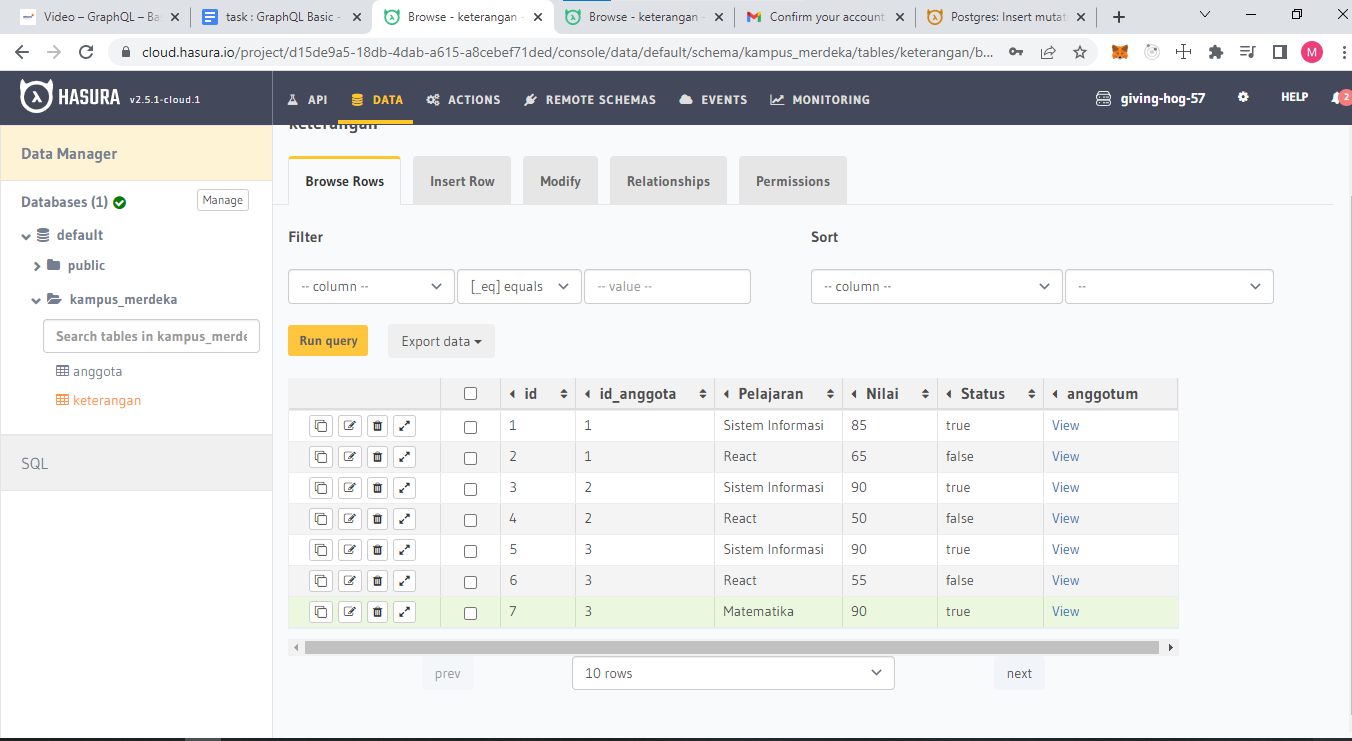 Video – GraphQL – Ba
task : GraphQL Basic -
Browse - keterangan -
Browse - keterangan -
Confirm your account
Postgres: Insert mutat
cloud.hasura.io/project/d15de9a5-18db-4dab-a615-a8cebef71ded/console/data/default/schema/kampus_merdeka/tables/keterangan/b...
M
HASURA v2.5.1-cloud.1
API
DATA
ACTIONS
REMOTE SCHEMAS
EVENTS
MONITORING
giving-hog-57
HELP
2
keterangan
Data Manager
Databases (1)
Manage
default
public
kampus_merdeka
Search tables in kampus_merde
anggota
keterangan
SQL
Browse Rows
Insert Row
Modify
Relationships
Permissions
Filter
Sort
-- column --
[_eq] equals
-- value --
-- column --
--
Run query
Export data
id id_anggota Pelajaran Nilai Status anggotum
1 1 Sistem Informasi 85 true View
2 1 React 65 false View
3 2 Sistem Informasi 90 true View
4 2 React 50 false View
5 3 Sistem Informasi 90 true View
6 3 React 55 false View
7 3 Matematika 90 true View
prev
10 rows
next